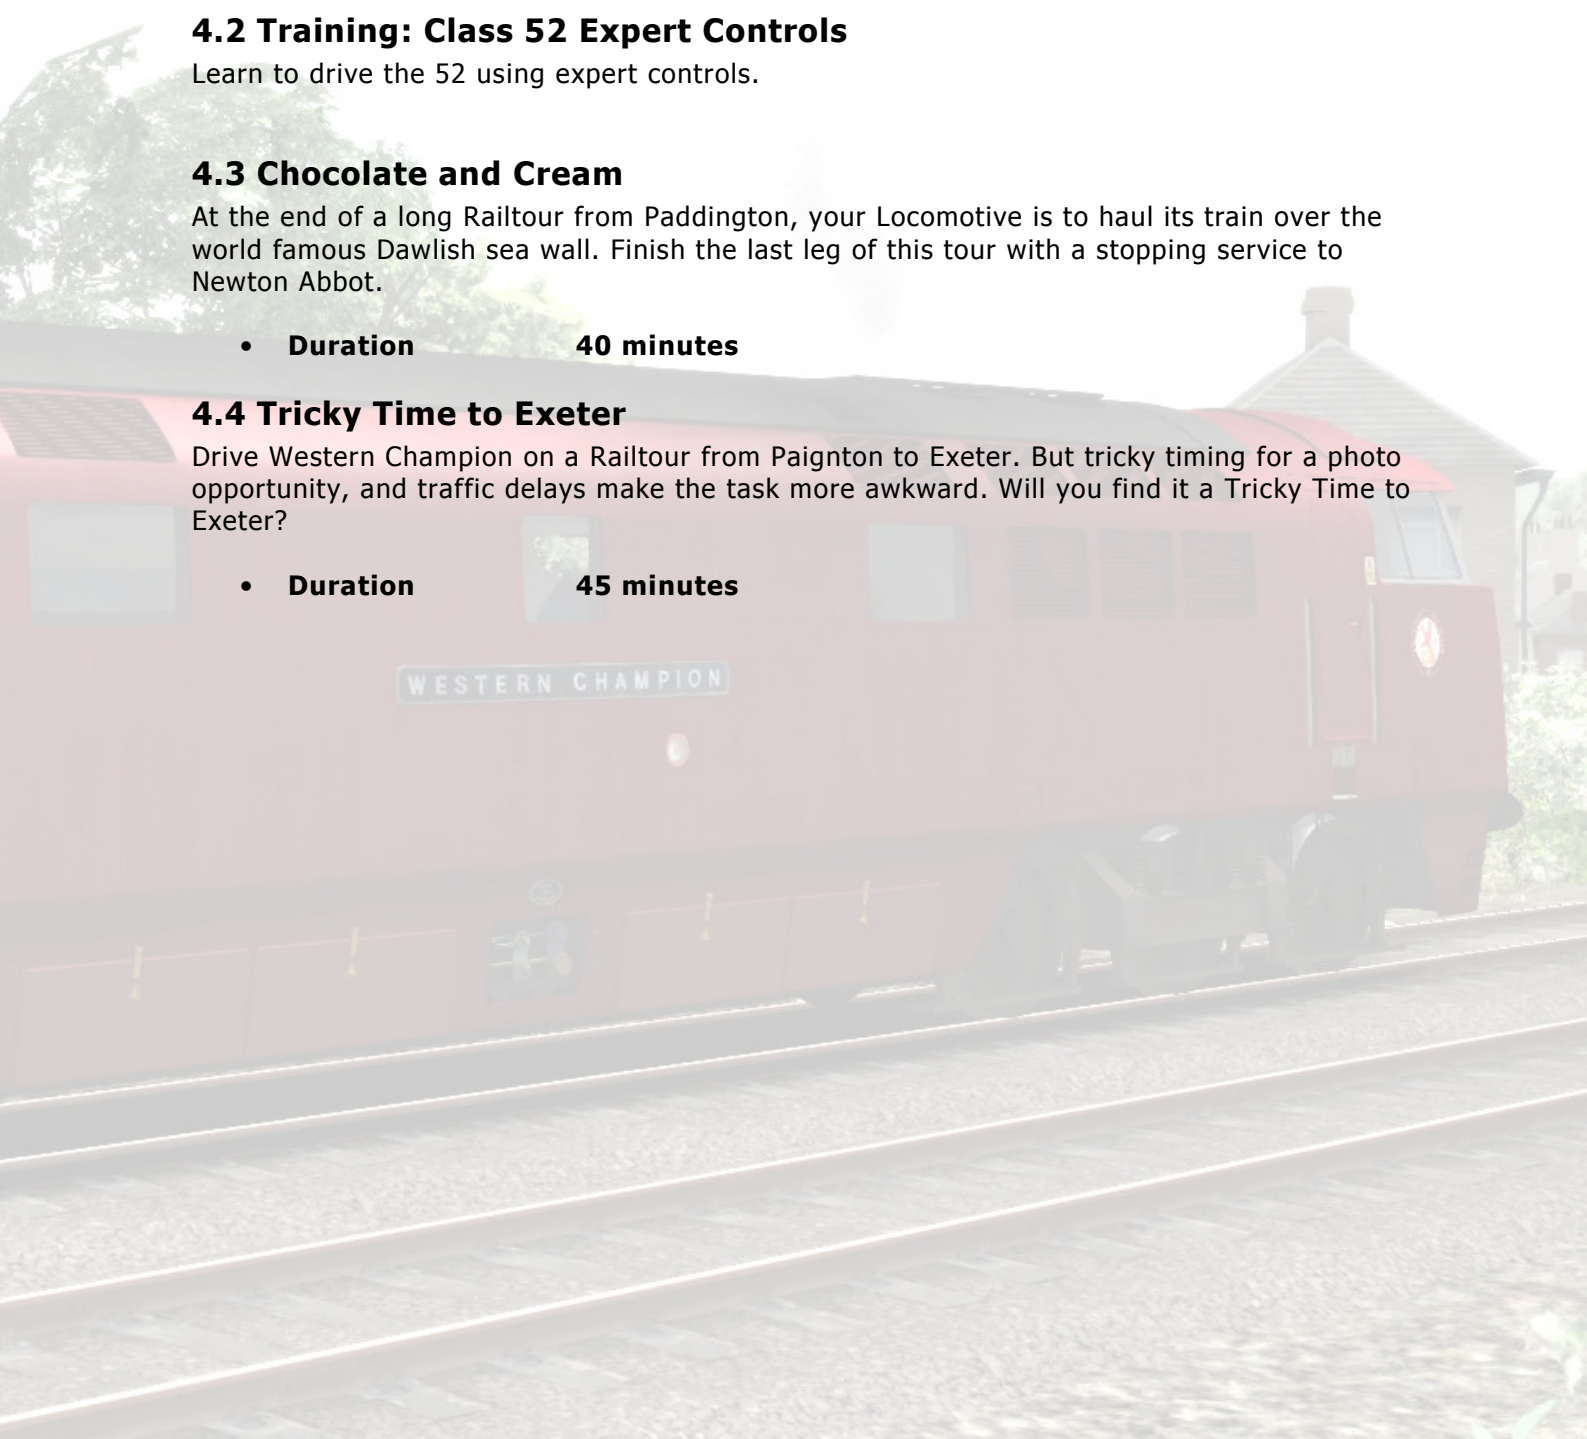 4.2 Training: Class 52 Expert Controls
Learn to drive the 52 using expert controls.
4.3 Chocolate and Cream
At the end of a long Railtour from Paddington, your Locomotive is to haul its train over the
world famous Dawlish sea wall. Finish the last leg of this tour with a stopping service to
Newton Abbot.
• Duration 40 minutes
4.4 Tricky Time to Exeter
Drive Western Champion on a Railtour from Paignton to Exeter. But tricky timing for a photo
opportunity, and traffic delays make the task more awkward. Will you find it a Tricky Time to
Exeter?
• Duration 45 minutes
WESTERN CHAMPION